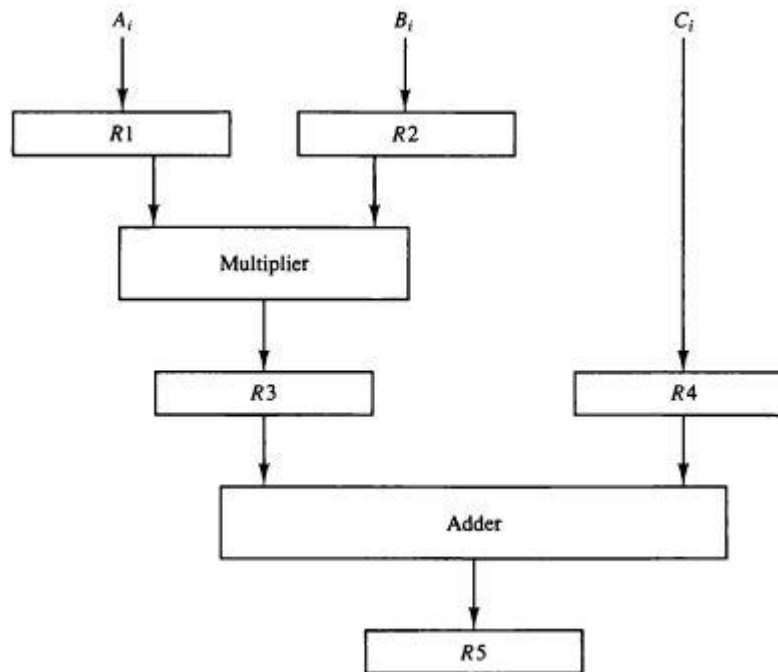 A_i B_i C_i
R1 R2
Multiplier
R3 R4
Adder
R5